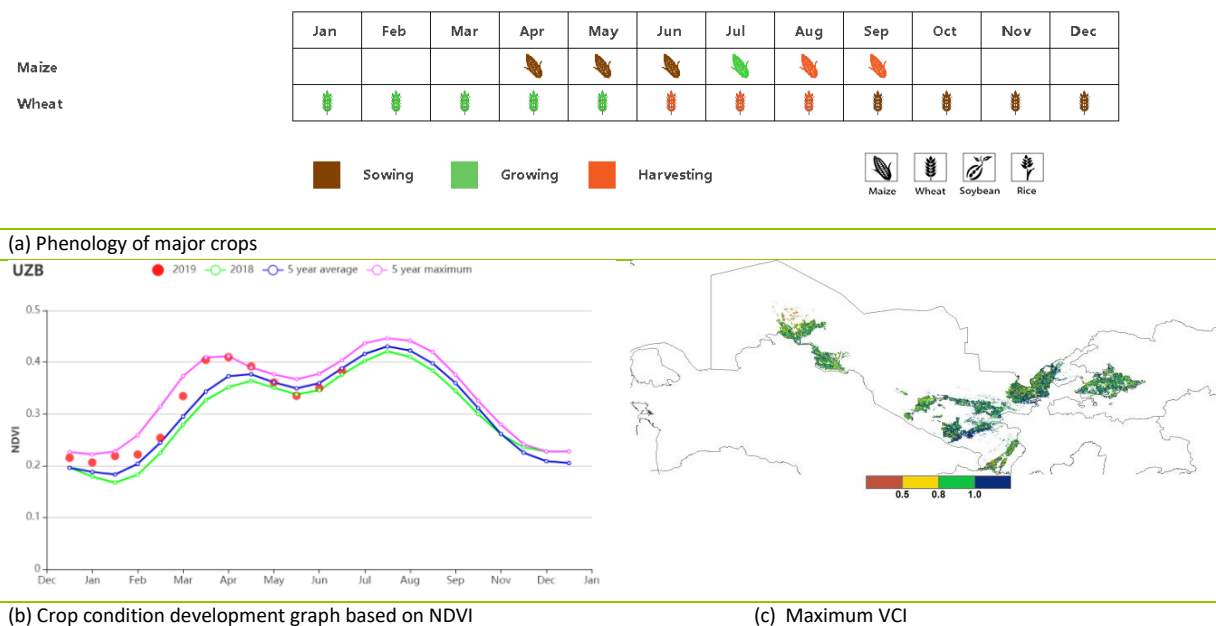 Jan Feb Mar Apr May Jun Jul Aug Sep Oct Nov Dec
Maize
Wheat
Sowing Growing Harvesting
Maize Wheat Soybean Rice
(a) Phenology of major crops
UZB
2019 2018 5 year average 5 year maximum
0.5
0.4
0.3
0.2
0.1
0
NDVI
Dec Jan Feb Mar Apr May Jun Jul Aug Sep Nov Dec Jan
0.5 0.8 1.0
(b) Crop condition development graph based on NDVI
(c) Maximum VCI